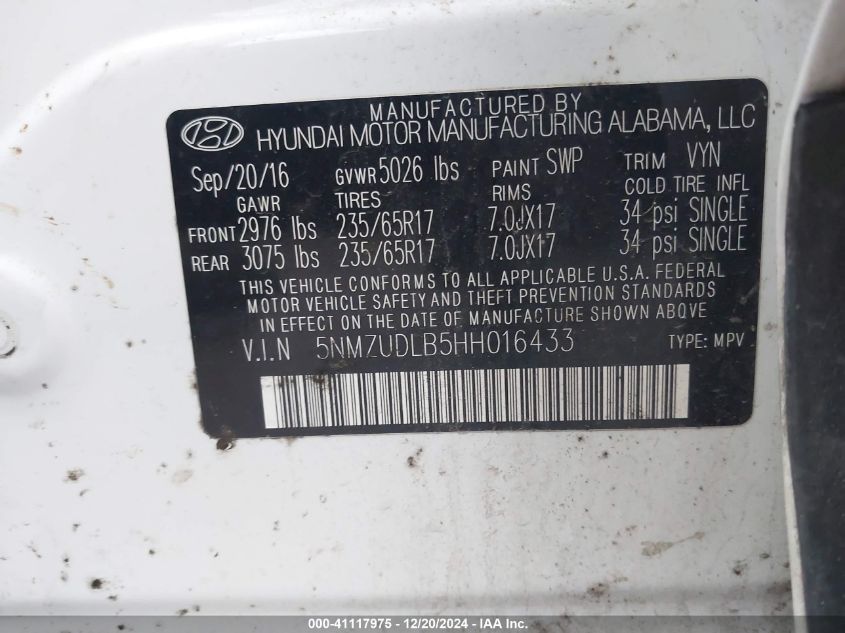 MANUFACTURED BY
HYUNDAI MOTOR MANUFACTURING ALABAMA, LLC
Sep/20/16 GVWR 5026 lbs PAINT SWP TRIM VYN
GAWR TIRES RIMS COLD TIRE INFL
FRONT 2976 lbs 235/65R17 7.0JX17 34 psi SINGLE
REAR 3075 lbs 235/65R17 7.0JX17 34 psi SINGLE
THIS VEHICLE CONFORMS TO ALL APPLICABLE U.S.A. FEDERAL
MOTOR VEHICLE SAFETY AND THEFT PREVENTION STANDARDS
IN EFFECT ON THE DATE OF MANUFACTURE SHOWN ABOVE
V.I.N 5NMZUDLB5HH016433 TYPE: MPV
000-41117975 - 12/20/2024 - IAA Inc.